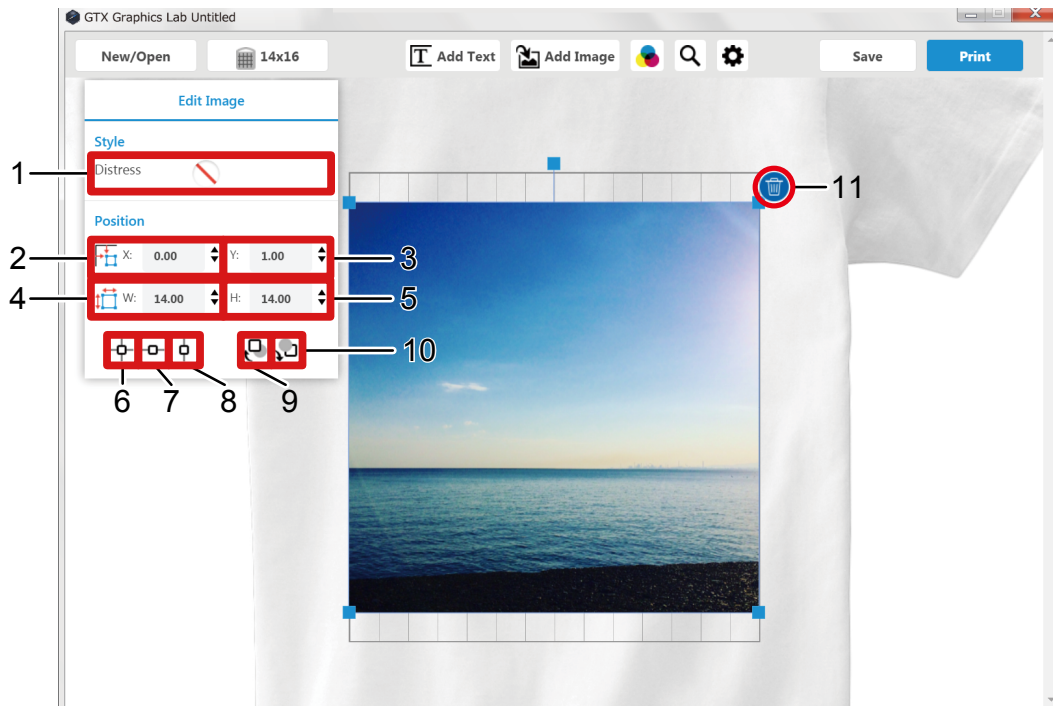 GTX Graphics Lab Untitled
New/Open 14x16 Add Text Add Image Save Print
Edit Image
Style
1 Distress
11
Position
2 X: 0.00 Y: 1.00 3
4 W: 14.00 H: 14.00 5
10
6 7 8 9